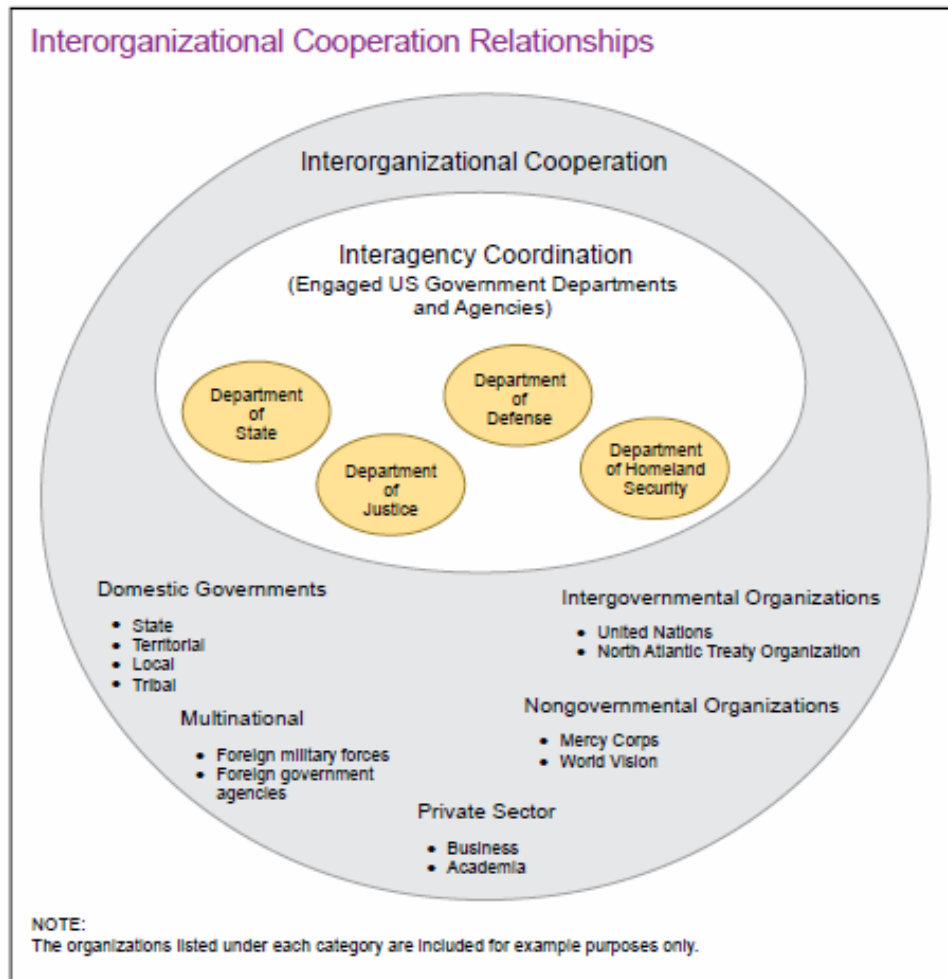 Interorganizational Cooperation Relationships
Interorganizational Cooperation
Interagency Coordination
(Engaged US Government Departments
and Agencies)
Department
of
State
Department
of
Justice
Department
of
Defense
Department
of Homeland
Security
Domestic Governments
• State
• Territorial
• Local
• Tribal
Multinational
• Foreign military forces
• Foreign government
agencies
Intergovernmental Organizations
• United Nations
• North Atlantic Treaty Organization
Nongovernmental Organizations
• Mercy Corps
• World Vision
Private Sector
• Business
• Academia
NOTE:
The organizations listed under each category are included for example purposes only.